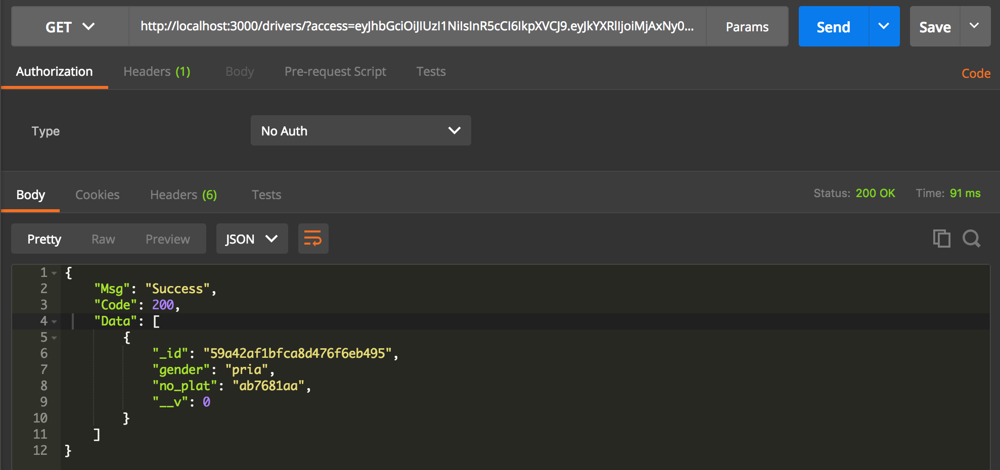 GET http://localhost:3000/drivers/?access=eyJhbGciOiJIUzI1NiIsInR5cCI6IkpXVCJ9.eyJkYXRlIjoiMjAxNy0... Params Send Save
Authorization Headers (1) Body Pre-request Script Tests Code
Type No Auth
Body Cookies Headers (6) Tests Status: 200 OK Time: 91 ms
Pretty Raw Preview JSON
1 {
2 "Msg": "Success",
3 "Code": 200,
4 "Data": [
5 {
6 "_id": "59a42af1bfca8d476f6eb495",
7 "gender": "pria",
8 "no_plat": "ab7681aa",
9 "__v": 0
10 }
11 ]
12 }